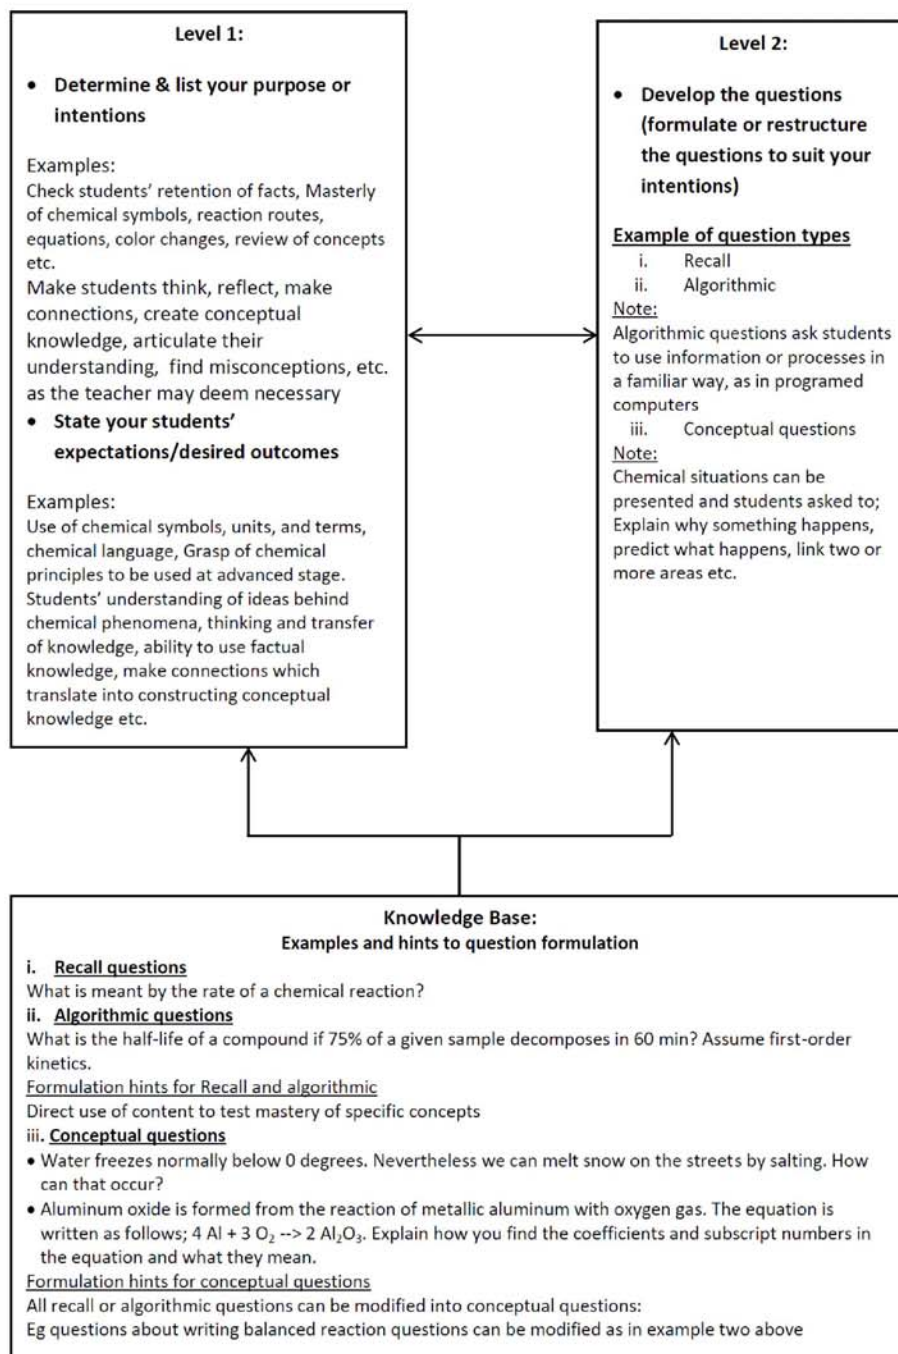 Level 1:
• Determine & list your purpose or
intentions
Examples:
Check students’ retention of facts, Masterly
of chemical symbols, reaction routes,
equations, color changes, review of concepts
etc.
Make students think, reflect, make
connections, create conceptual
knowledge, articulate their
understanding, find misconceptions, etc.
as the teacher may deem necessary
• State your students’
expectations/desired outcomes
Examples:
Use of chemical symbols, units, and terms,
chemical language, Grasp of chemical
principles to be used at advanced stage.
Students’ understanding of ideas behind
chemical phenomena, thinking and transfer
of knowledge, ability to use factual
knowledge, make connections which
translate into constructing conceptual
knowledge etc.
Level 2:
• Develop the questions
(formulate or restructure
the questions to suit your
intentions)
Example of question types
i. Recall
ii. Algorithmic
Note:
Algorithmic questions ask students
to use information or processes in
a familiar way, as in programed
computers
iii. Conceptual questions
Note:
Chemical situations can be
presented and students asked to;
Explain why something happens,
predict what happens, link two or
more areas etc.
Knowledge Base:
Examples and hints to question formulation
i. Recall questions
What is meant by the rate of a chemical reaction?
ii. Algorithmic questions
What is the half-life of a compound if 75% of a given sample decomposes in 60 min? Assume first-order
kinetics.
Formulation hints for Recall and algorithmic
Direct use of content to test mastery of specific concepts
iii. Conceptual questions
• Water freezes normally below 0 degrees. Nevertheless we can melt snow on the streets by salting. How
can that occur?
• Aluminum oxide is formed from the reaction of metallic aluminum with oxygen gas. The equation is
written as follows; 4 Al + 3 O₂ --> 2 Al₂O₃. Explain how you find the coefficients and subscript numbers in
the equation and what they mean.
Formulation hints for conceptual questions
All recall or algorithmic questions can be modified into conceptual questions:
Eg questions about writing balanced reaction questions can be modified as in example two above